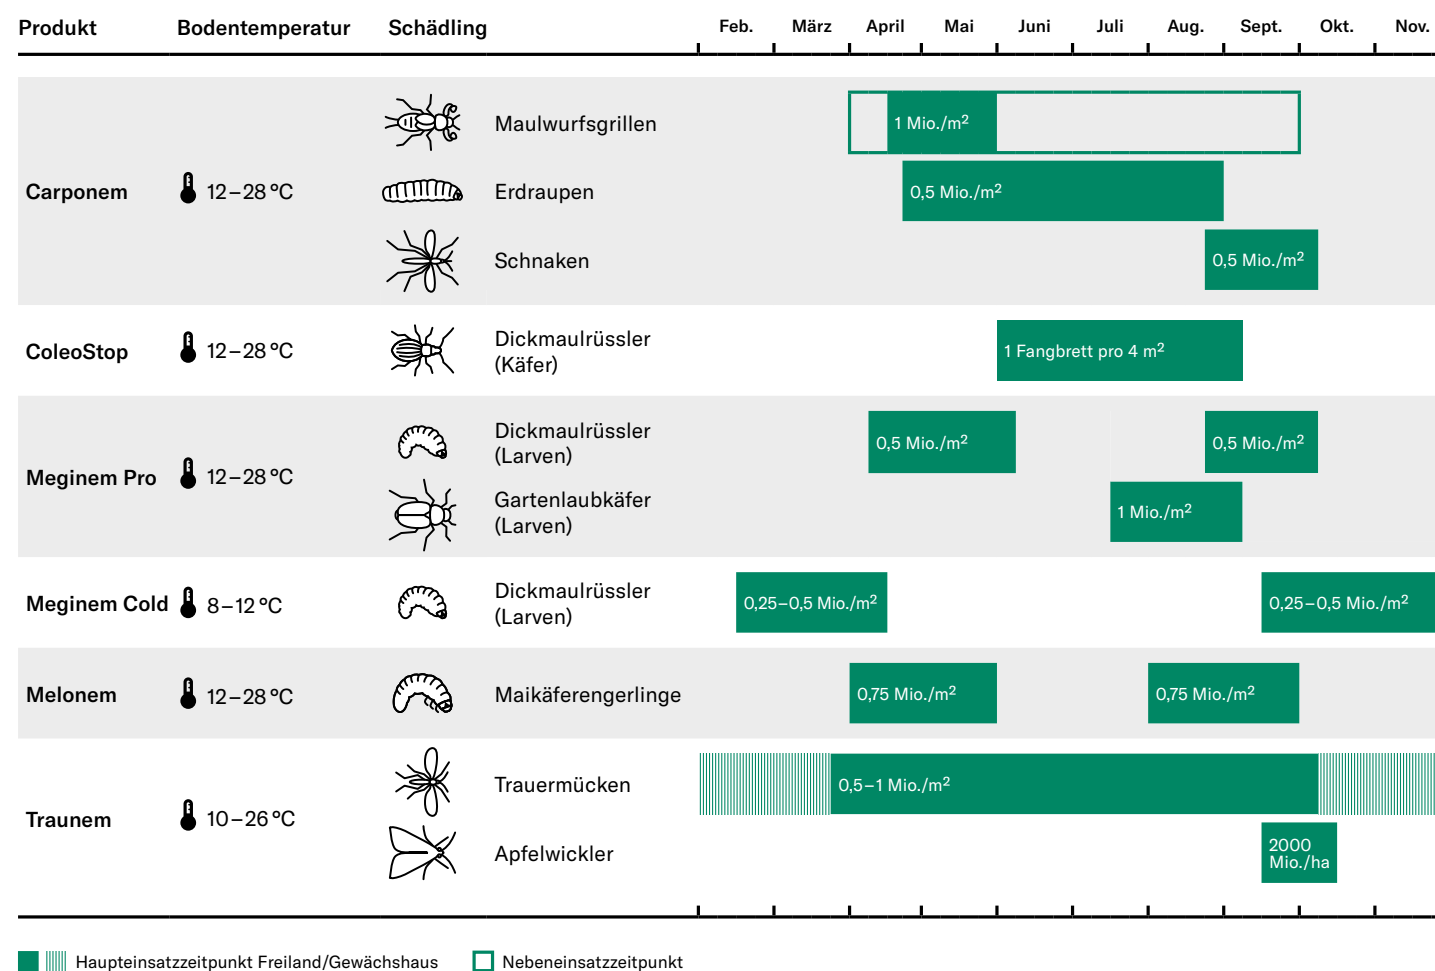 Produkt Bodentemperatur Schädling Feb. März April Mai Juni Juli Aug. Sept. Okt. Nov.
Maulwurfsgrillen 1 Mio./m²
Carponem 12–28 °C Erdraupen 0,5 Mio./m²
Schnaken 0,5 Mio./m²
ColeoStop 12–28 °C Dickmaulrüssler
(Käfer) 1 Fangbrett pro 4 m²
Meginem Pro 12–28 °C Dickmaulrüssler
(Larven) 0,5 Mio./m² 0,5 Mio./m²
Gartenlaubkäfer
(Larven) 1 Mio./m²
Meginem Cold 8–12 °C Dickmaulrüssler
(Larven) 0,25–0,5 Mio./m² 0,25–0,5 Mio./m²
Melonem 12–28 °C Maikäferengerlinge 0,75 Mio./m² 0,75 Mio./m²
Traunem 10–26 °C Trauermücken 0,5–1 Mio./m²
Apfelwickler 2000
Mio./ha
Haupteinsatzzeitpunkt Freiland/Gewächshaus Nebeneinsatzzeitpunkt